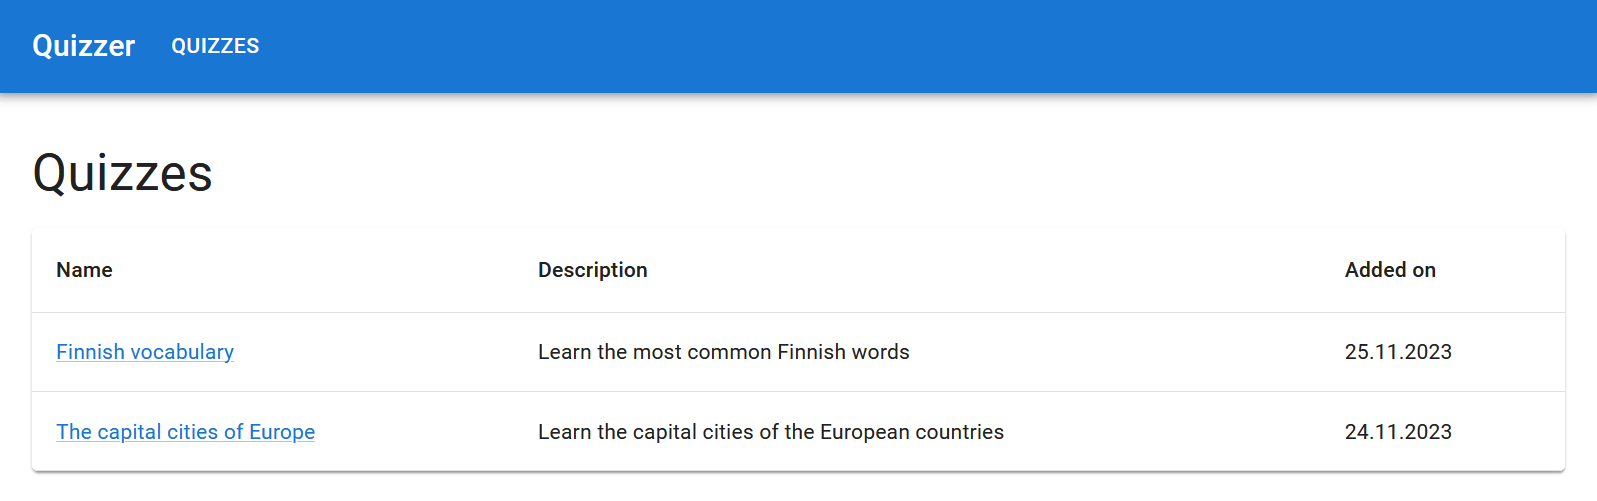 Quizzer QUIZZES
Quizzes
Name Description Added on
Finnish vocabulary Learn the most common Finnish words 25.11.2023
The capital cities of Europe Learn the capital cities of the European countries 24.11.2023